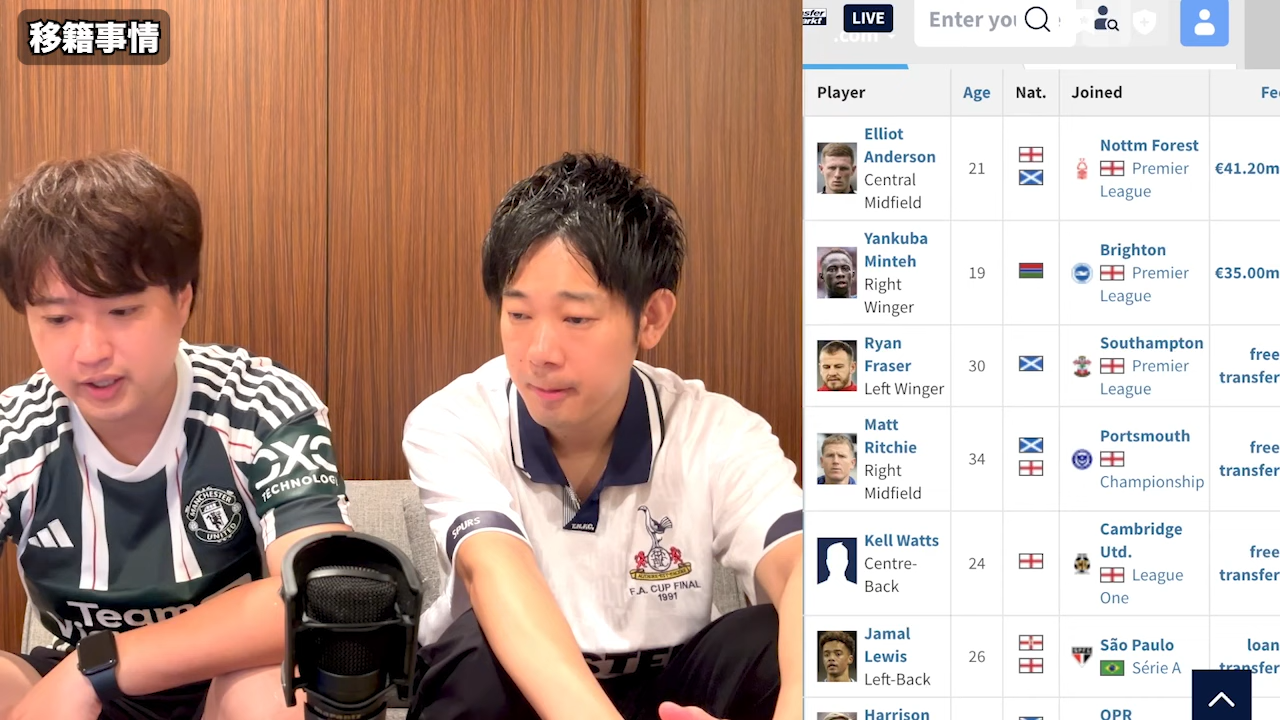 移籍事情
LIVE
Enter you
Player
Age
Nat.
Joined
Elliot
Anderson
Central
Midfield
21
Nottm Forest
Premier
League
€41.20m
Yankuba
Minteh
Right
Winger
19
Brighton
Premier
League
€35.00m
Ryan
Fraser
Left Winger
30
Southampton
Premier
League
free
transfer
Matt
Ritchie
Right
Midfield
34
Portsmouth
Championship
free
transfer
Kell Watts
Centre-
Back
24
Cambridge
Utd.
League
One
free
transfer
Jamal
Lewis
Left-Back
26
São Paulo
Série A
loan
transfer
Harrison
QPR
MANCHESTER
UNITED
TECHNOLOG
Team
SPURS
F.A. CUP FINAL
1991